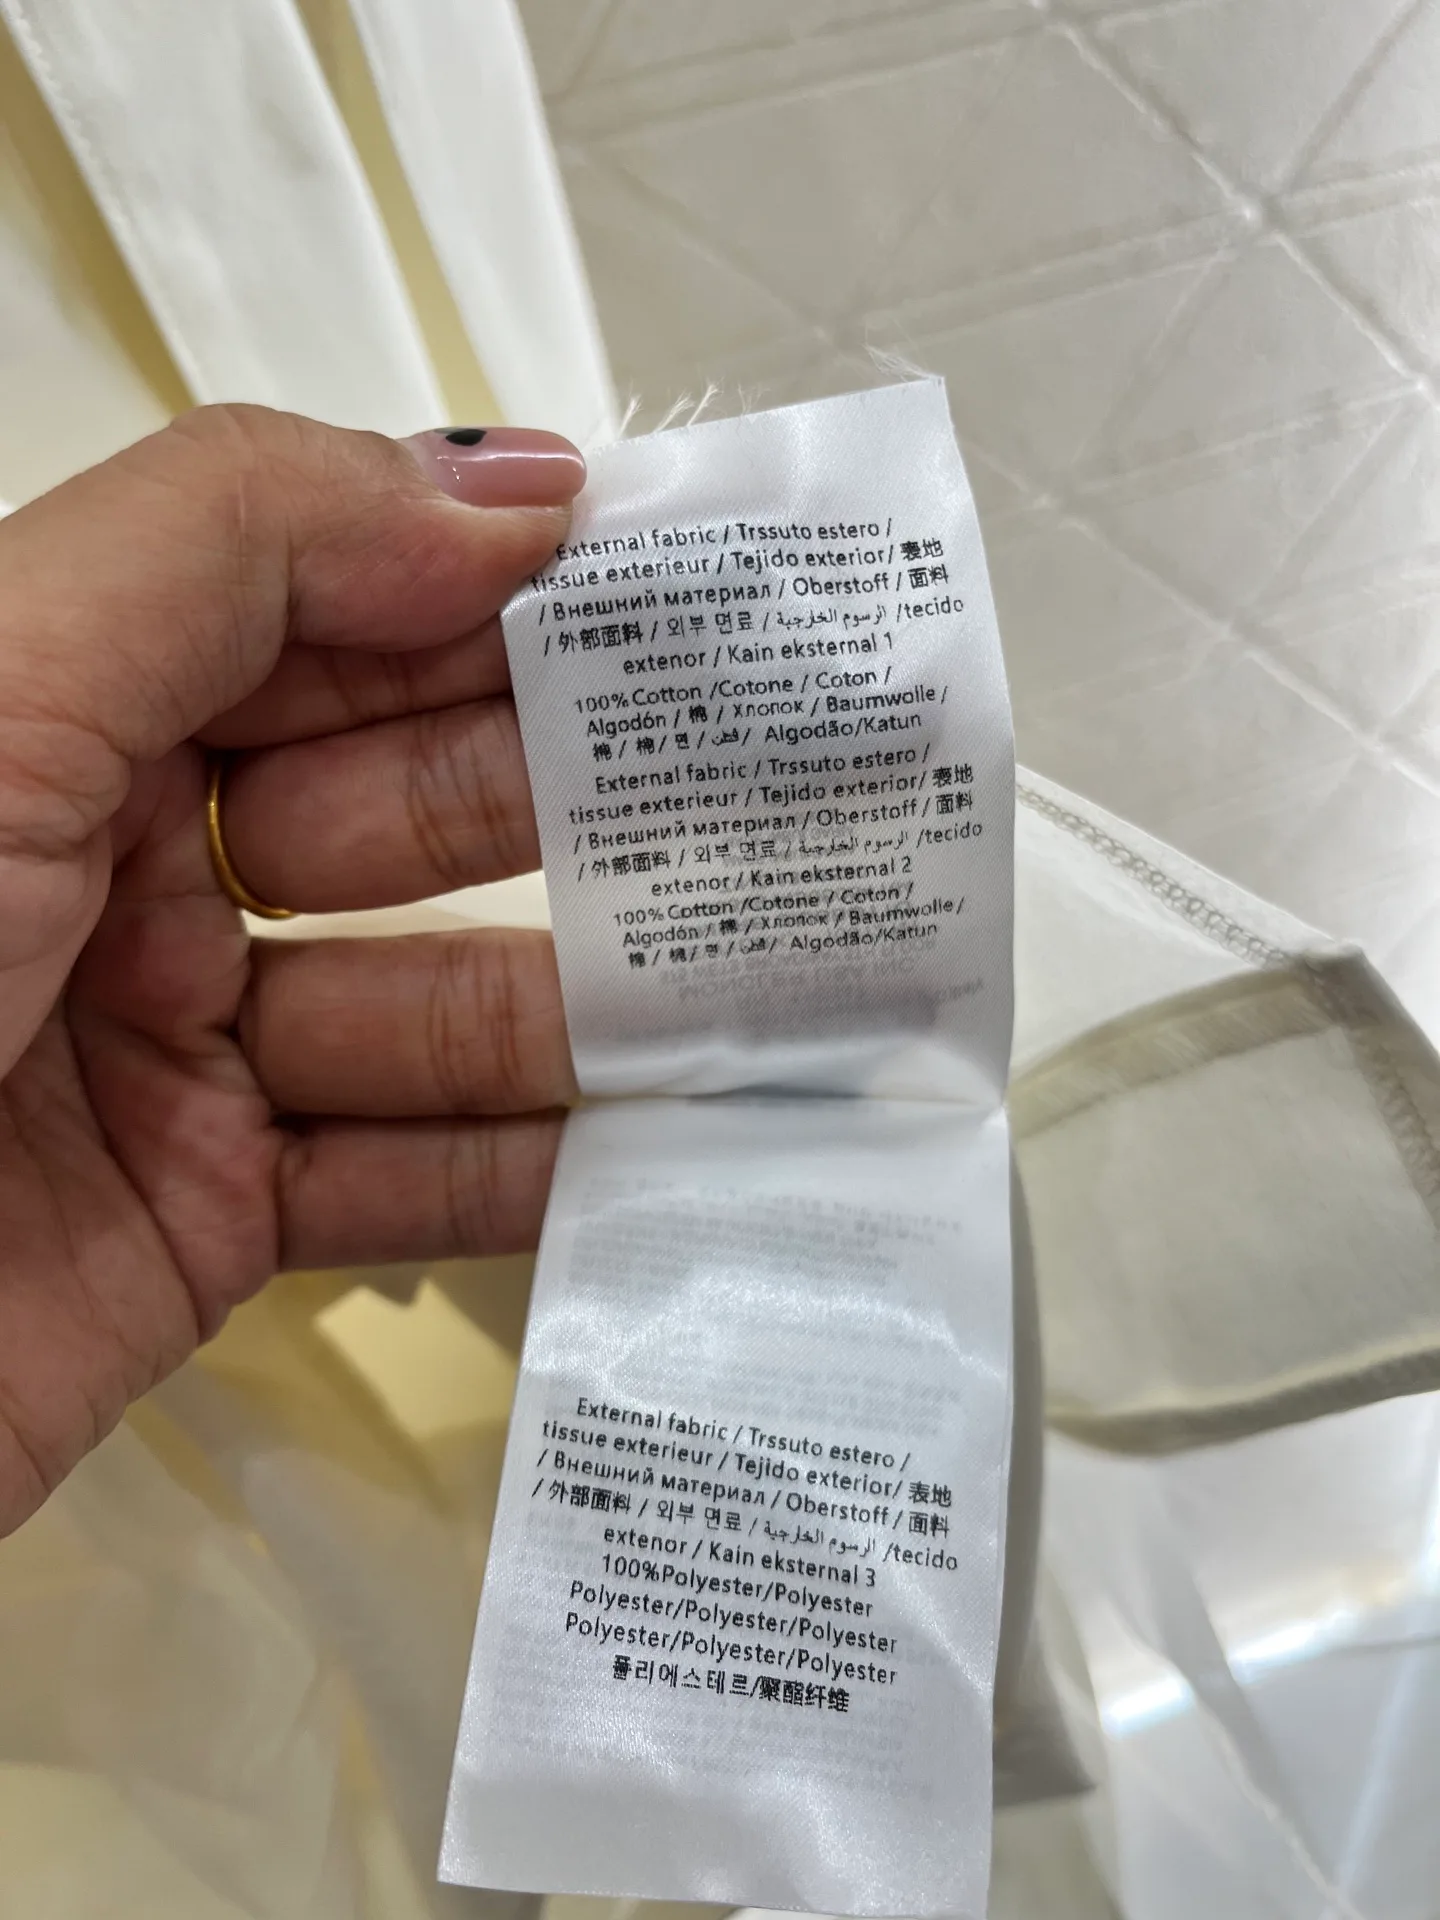 External fabric / Trssuto estero /
tissue exterieur / Tejido exterior/ 表地
/ Внешний материал / Oberstoff / 面料
/ 外部面料 / 외부 면료 / الرسوم الخارجية /tecido
extenor / Kain eksternal 1
100% Cotton /Cotone / Coton /
Algodón / 棉 / Хлопок / Baumwolle /
棉 / 棉/ 면 / قطن/ Algodão/Katun
External fabric / Trssuto estero /
tissue exterieur / Tejido exterior/ 表地
/ Внешний материал / Oberstoff / 面料
/ 外部面料 / 외부 면료 / الرسوم الخارجية /tecido
extenor / Kain eksternal 2
100% Cotton /Cotone / Coton /
Algodón / 棉 / Хлопок / Baumwolle/
棉 / 棉/ 면 / قطن/ Algodão/Katun
MONCLER USA INC
External fabric / Trssuto estero /
tissue exterieur / Tejido exterior/ 表地
/ Внешний материал / Oberstoff / 面料
/ 外部面料 / 외부 면료 / الرسوم الخارجية /tecido
extenor / Kain eksternal 3
100%Polyester/Polyester
Polyester/Polyester/Polyester
Polyester/Polyester/Polyester
폴리에스테르/聚酯纤维